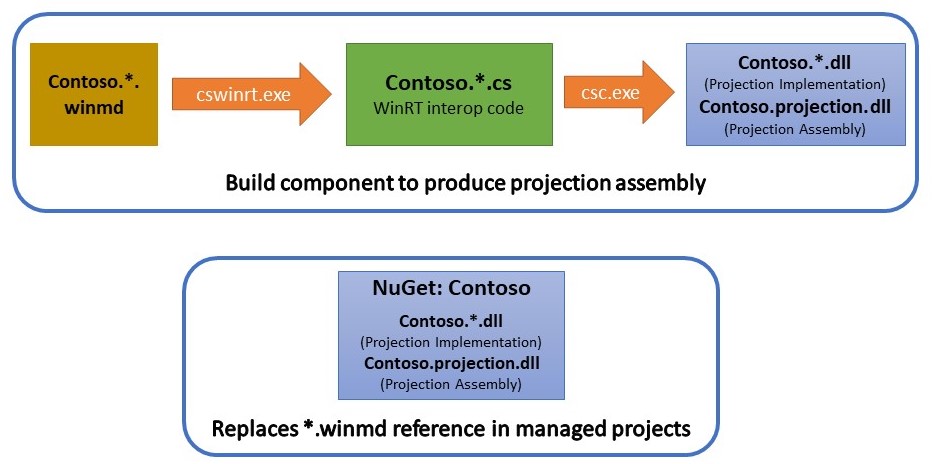 Contoso.*.
winmd
cswinrt.exe
Contoso.*.cs
WinRT interop code
csc.exe
Contoso.*.dll
(Projection Implementation)
Contoso.projection.dll
(Projection Assembly)
Build component to produce projection assembly
NuGet: Contoso
Contoso.*.dll
(Projection Implementation)
Contoso.projection.dll
(Projection Assembly)
Replaces *.winmd reference in managed projects